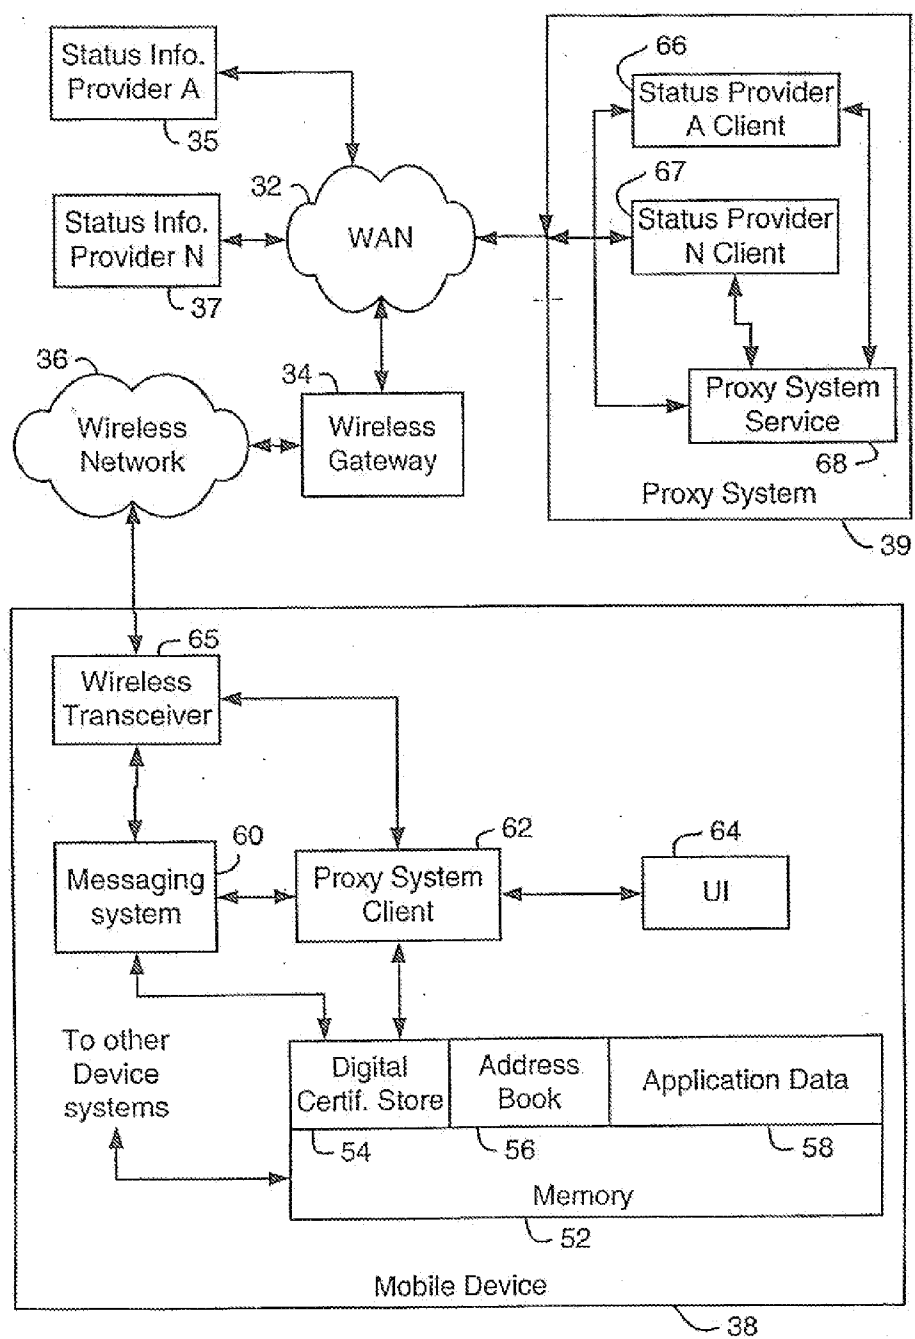 Status Info.
Provider A
35
66
Status Provider
A Client
32
67
Status Info.
Provider N
37
WAN
Status Provider
N Client
36
34
Wireless
Network
Wireless
Gateway
Proxy System
Service
68
Proxy System
39
65
Wireless
Transceiver
60
62
64
Messaging
system
Proxy System
Client
UI
To other
Device
systems
Digital
Certif. Store
Address
Book
Application Data
54
56
58
Memory
52
Mobile Device
38